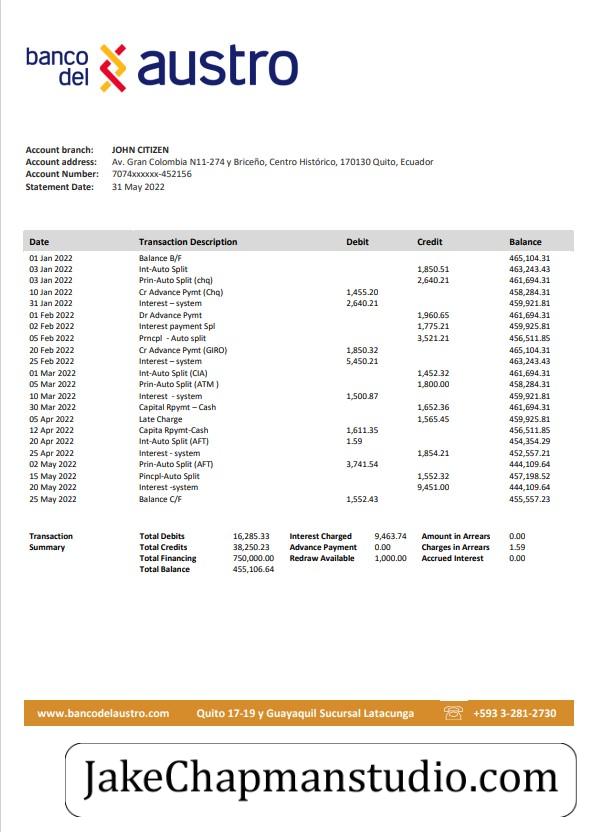 banco del austro
Account branch: JOHN CITIZEN
Account address: Av. Gran Colombia N11-274 y Briceño, Centro Histórico, 170130 Quito, Ecuador
Account Number: 7074xxxxxx-452156
Statement Date: 31 May 2022
Date Transaction Description Debit Credit Balance
01 Jan 2022 Balance B/F 465,104.31
03 Jan 2022 Int-Auto Split 1,850.51 463,243.43
03 Jan 2022 Prin-Auto Split (chq) 2,640.21 461,694.31
10 Jan 2022 Cr Advance Pymt (Chq) 1,455.20 458,284.31
31 Jan 2022 Interest – system 2,640.21 459,921.81
01 Feb 2022 Dr Advance Pymt 1,960.65 461,694.31
02 Feb 2022 Interest payment Spl 1,775.21 459,925.81
05 Feb 2022 Prncpl - Auto split 3,521.21 456,511.85
20 Feb 2022 Cr Advance Pymt (GIRO) 1,850.32 465,104.31
25 Feb 2022 Interest – system 5,450.21 463,243.43
01 Mar 2022 Int-Auto Split (CIA) 1,452.32 461,694.31
05 Mar 2022 Prin-Auto Split (ATM ) 1,800.00 458,284.31
10 Mar 2022 Interest - system 1,500.87 459,921.81
30 Mar 2022 Capital Rpymt – Cash 1,652.36 461,694.31
05 Apr 2022 Late Charge 1,565.45 459,925.81
12 Apr 2022 Capita Rpymt-Cash 1,611.35 456,511.85
20 Apr 2022 Int-Auto Split (AFT) 1.59 454,354.29
25 Apr 2022 Interest - system 1,854.21 452,557.21
02 May 2022 Prin-Auto Split (AFT) 3,741.54 444,109.64
15 May 2022 Pincpl-Auto Split 1,552.32 457,198.52
20 May 2022 Interest -system 9,451.00 444,109.64
25 May 2022 Balance C/F 1,552.43 455,557.23
Transaction Total Debits 16,285.33 Interest Charged 9,463.74 Amount in Arrears 0.00
Summary Total Credits 38,250.23 Advance Payment 0.00 Charges in Arrears 1.59
Total Financing 750,000.00 Redraw Available 1,000.00 Accrued Interest 0.00
Total Balance 455,106.64
www.bancodelaustro.com Quito 17-19 y Guayaquil Sucursal Latacunga +593 3-281-2730
JakeChapmanstudio.com